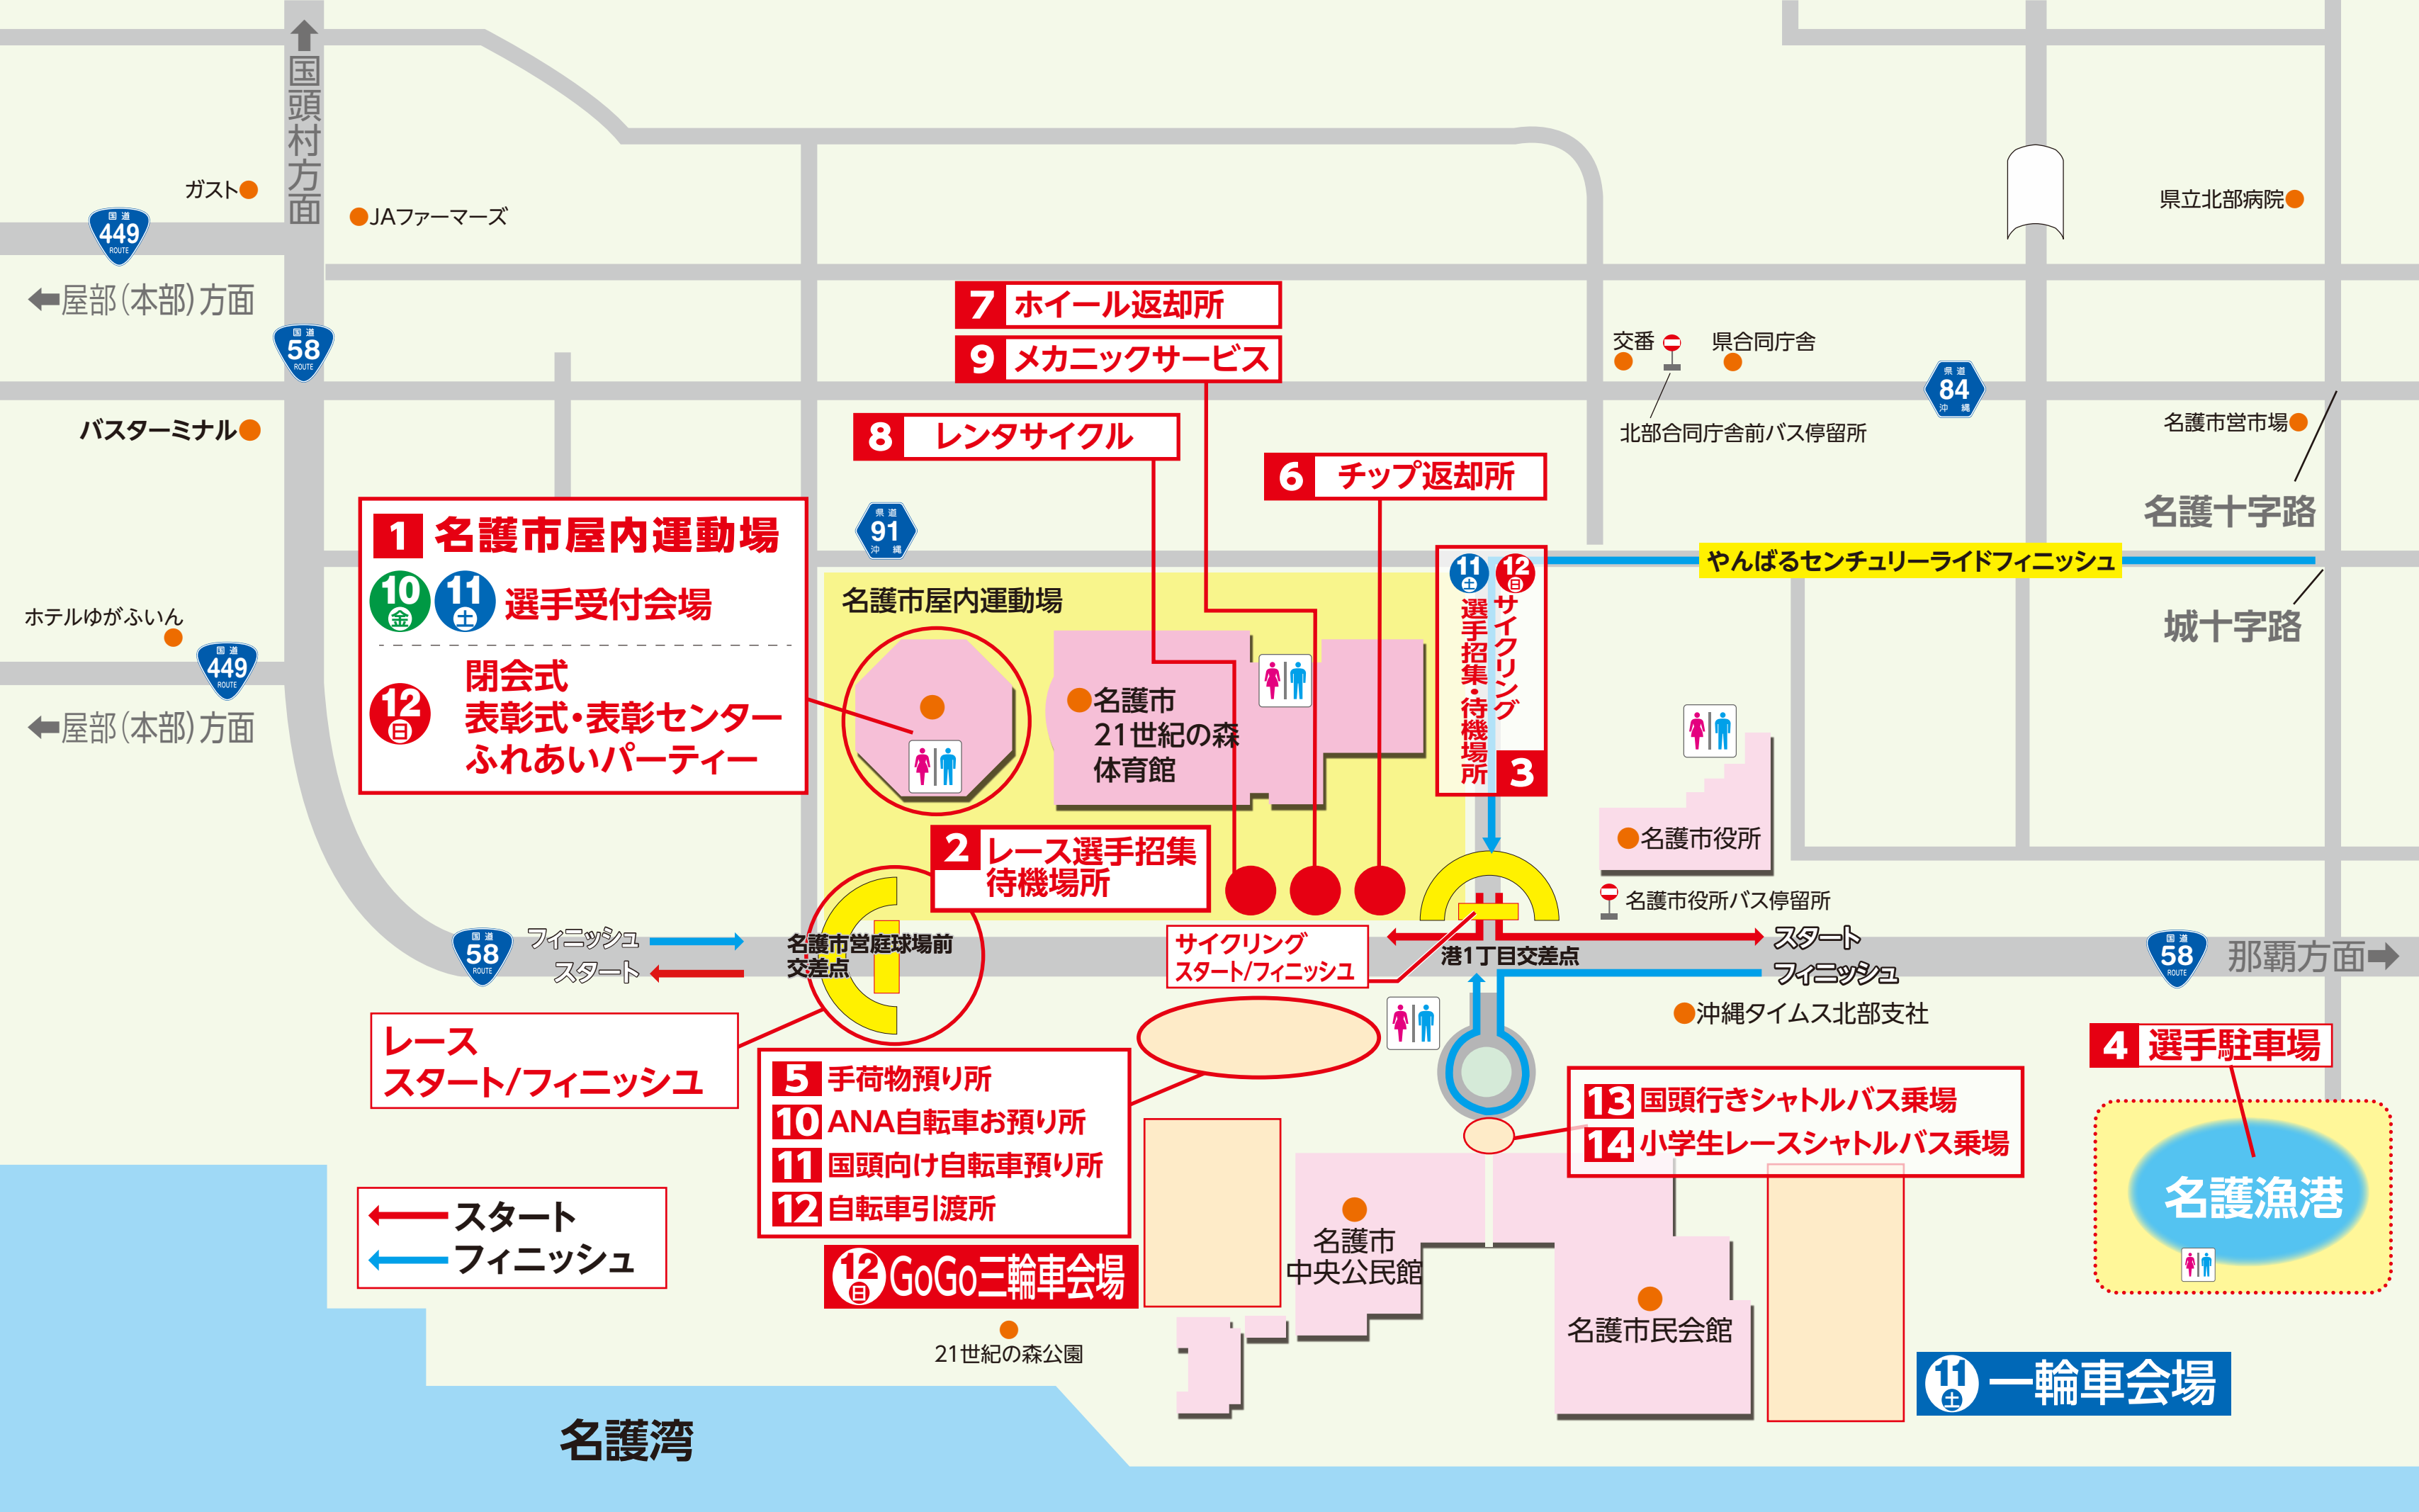 国頭村方面
ガスト
JAファーマーズ
国道
449
ROUTE
屋部(本部)方面
国道
58
ROUTE
バスターミナル
県立北部病院
7 ホイール返却所
9 メカニックサービス
8 レンタサイクル
6 チップ返却所
交番
県合同庁舎
北部合同庁舎前バス停留所
県道
84
沖縄
名護市営市場
名護十字路
1 名護市屋内運動場
10 金 11 土 選手受付会場
12 日 閉会式
表彰式・表彰センター
ふれあいパーティー
県道
91
沖縄
やんばるセンチュリーライドフィニッシュ
城十字路
ホテルゆがふいん
国道
449
ROUTE
屋部(本部)方面
名護市屋内運動場
名護市
21世紀の森
体育館
11 土 12 日
サイクリング
選手招集・待機場所
3
名護市役所
名護市役所バス停留所
2 レース選手招集
待機場所
国道
58
ROUTE
フィニッシュ
スタート
名護市営庭球場前
交差点
サイクリング
スタート/フィニッシュ
港1丁目交差点
スタート
フィニッシュ
国道
58
ROUTE
那覇方面
沖縄タイムス北部支社
レース
スタート/フィニッシュ
5 手荷物預り所
10 ANA自転車お預り所
11 国頭向け自転車預り所
12 自転車引渡所
13 国頭行きシャトルバス乗場
14 小学生レースシャトルバス乗場
4 選手駐車場
名護漁港
スタート
フィニッシュ
12 日 GoGo三輪車会場
21世紀の森公園
名護市
中央公民館
名護市民会館
11 土 一輪車会場
名護湾